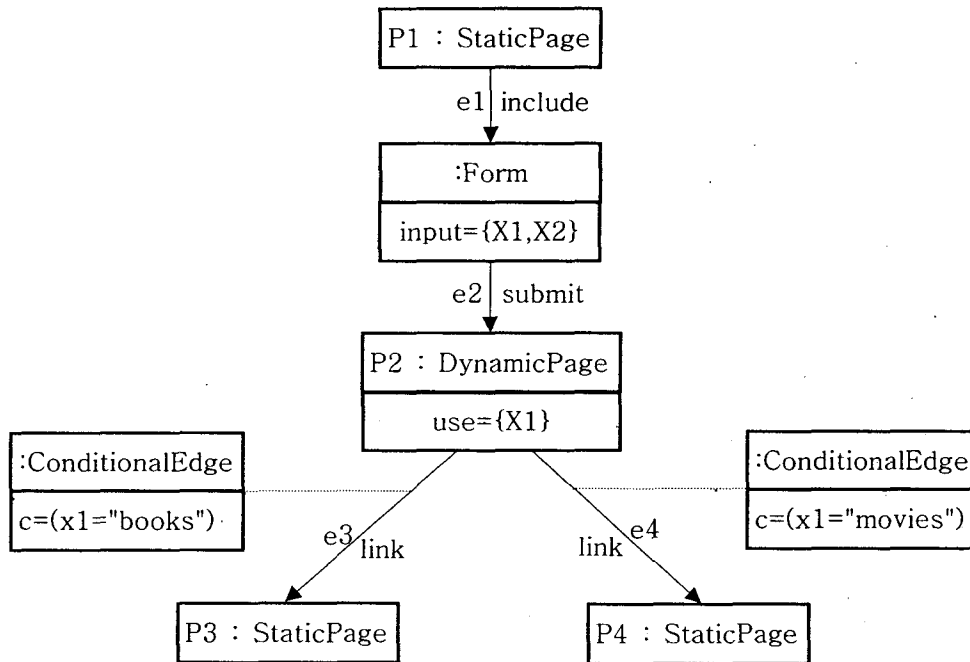 P1 : StaticPage
e1 include
:Form
input={X1,X2}
e2 submit
P2 : DynamicPage
use={X1}
:ConditionalEdge
c=(x1="books")
:ConditionalEdge
c=(x1="movies")
e3 link
link e4
P3 : StaticPage
P4 : StaticPage